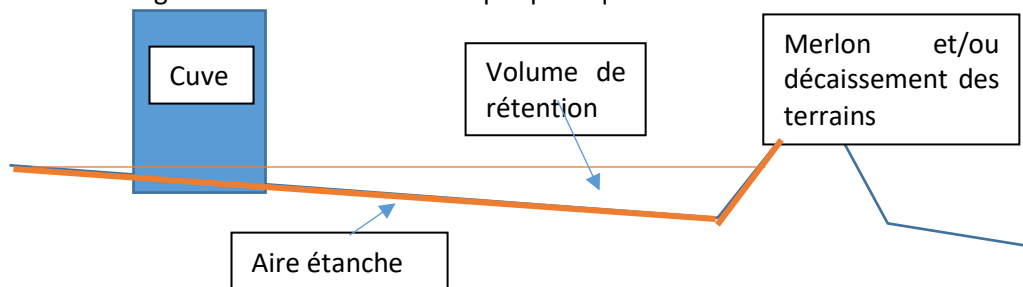 Cuve
Volume de
rétention
Merlon et/ou
décaissement des
terrains
Aire étanche